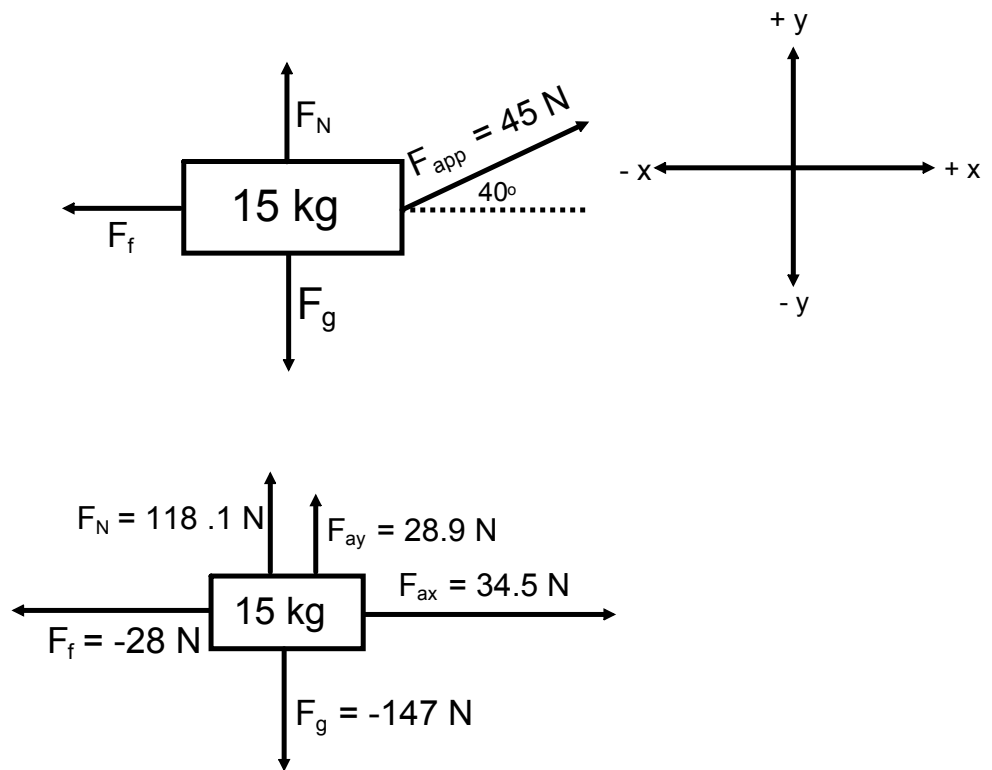 + y
F_N
F_app = 45 N
- x
+ x
15 kg
40º
F_f
F_g
- y
F_N = 118 .1 N
F_ay = 28.9 N
F_ax = 34.5 N
15 kg
F_f = -28 N
F_g = -147 N